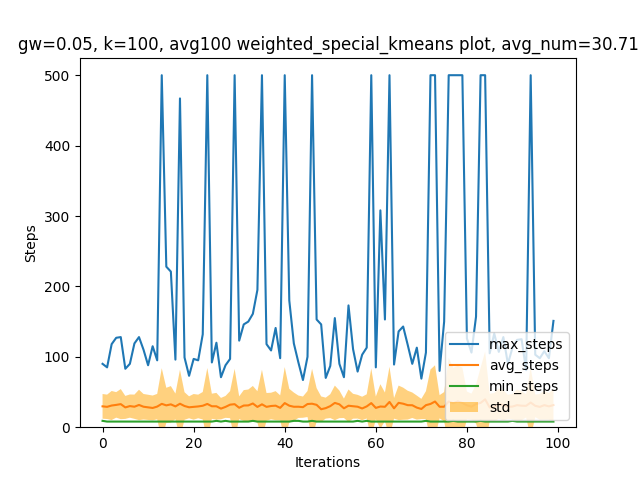 gw=0.05, k=100, avg100 weighted_special_kmeans plot, avg_num=30.71
500
400
300
200
100
0
Steps
0 20 40 60 80 100
Iterations
max_steps
avg_steps
min_steps
std